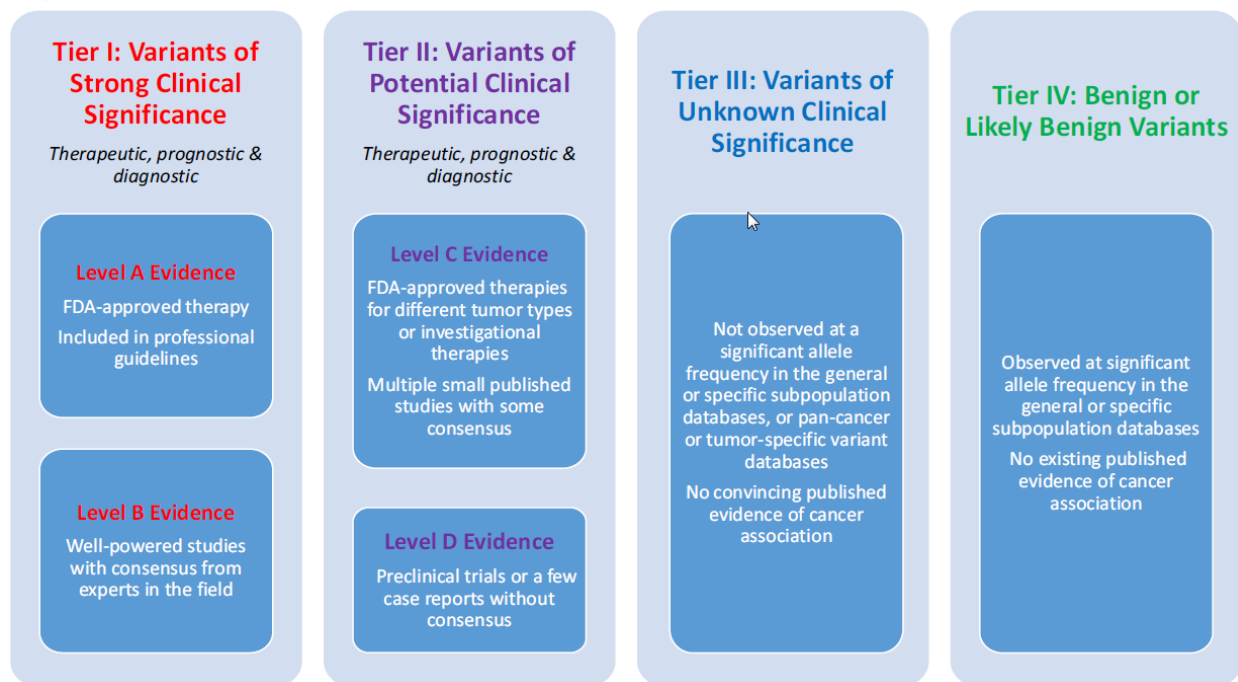 Tier I: Variants of
Strong Clinical
Significance
Therapeutic, prognostic &
diagnostic
Level A Evidence
FDA-approved therapy
Included in professional
guidelines
Level B Evidence
Well-powered studies
with consensus from
experts in the field
Tier II: Variants of
Potential Clinical
Significance
Therapeutic, prognostic &
diagnostic
Level C Evidence
FDA-approved therapies
for different tumor types
or investigational
therapies
Multiple small published
studies with some
consensus
Level D Evidence
Preclinical trials or a few
case reports without
consensus
Tier III: Variants of
Unknown Clinical
Significance
Not observed at a
significant allele
frequency in the general
or specific subpopulation
databases, or pan-cancer
or tumor-specific variant
databases
No convincing published
evidence of cancer
association
Tier IV: Benign or
Likely Benign Variants
Observed at significant
allele frequency in the
general or specific
subpopulation databases
No existing published
evidence of cancer
association